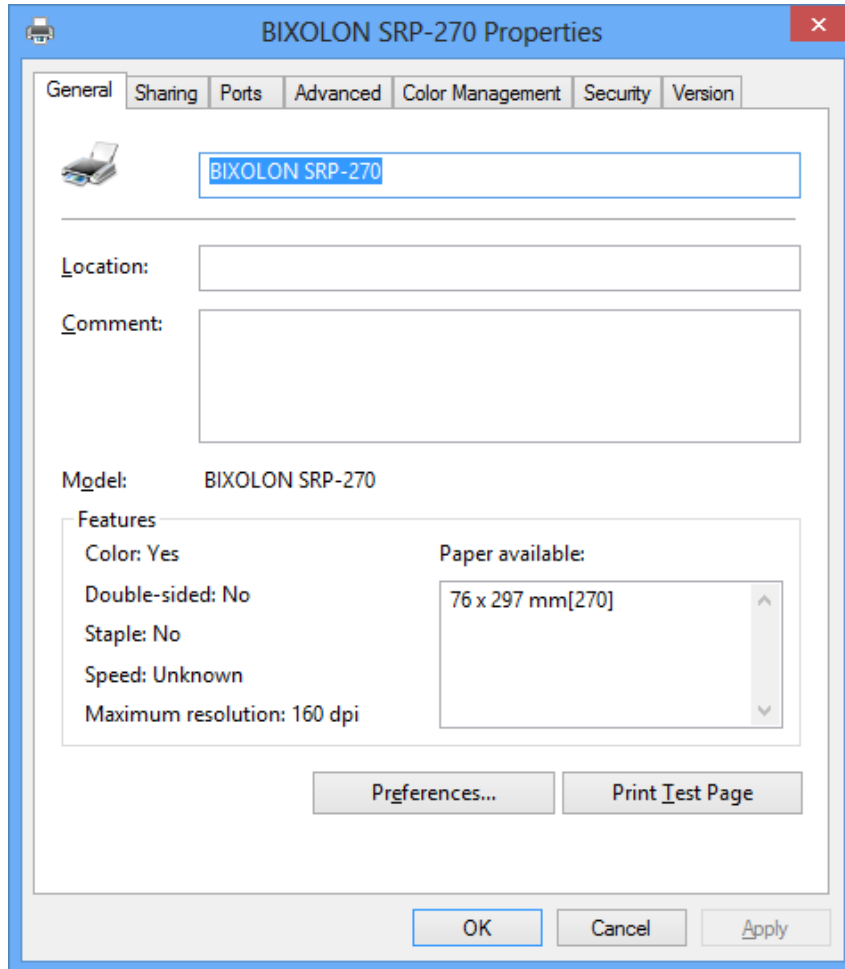 BIXOLON SRP-270 Properties
General Sharing Ports Advanced Color Management Security Version
BIXOLON SRP-270
Location:
Comment:
Model: BIXOLON SRP-270
Features
Color: Yes Paper available:
Double-sided: No 76 x 297 mm[270]
Staple: No
Speed: Unknown
Maximum resolution: 160 dpi
Preferences... Print Test Page
OK Cancel Apply